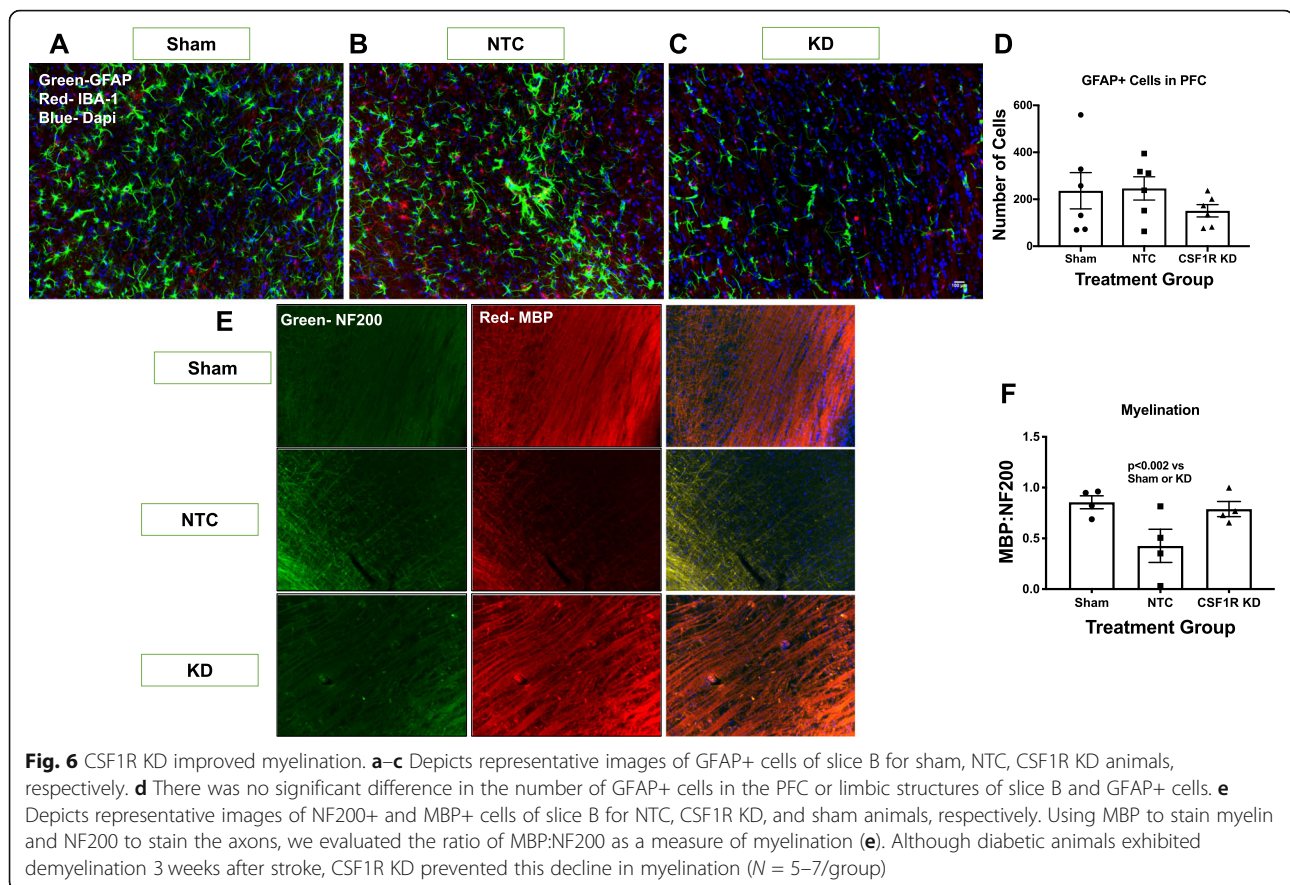 A Sham B NTC C KD D
Green-GFAP
Red- IBA-1
Blue- Dapi
100 µm
GFAP+ Cells in PFC
600
400
200
0
Number of Cells
Sham NTC CSF1R KD
Treatment Group
E
Green- NF200 Red- MBP
Sham
NTC
KD
F
Myelination
1.5
1.0
0.5
0.0
p<0.002 vs
Sham or KD
MBP:NF200
Sham NTC CSF1R KD
Treatment Group
Fig. 6 CSF1R KD improved myelination. a–c Depicts representative images of GFAP+ cells of slice B for sham, NTC, CSF1R KD animals,
respectively. d There was no significant difference in the number of GFAP+ cells in the PFC or limbic structures of slice B and GFAP+ cells. e
Depicts representative images of NF200+ and MBP+ cells of slice B for NTC, CSF1R KD, and sham animals, respectively. Using MBP to stain myelin
and NF200 to stain the axons, we evaluated the ratio of MBP:NF200 as a measure of myelination (e). Although diabetic animals exhibited
demyelination 3 weeks after stroke, CSF1R KD prevented this decline in myelination (N = 5–7/group)